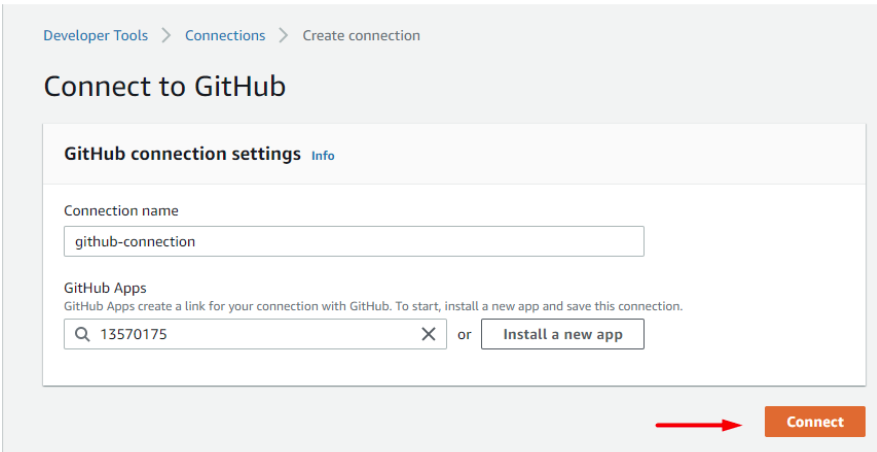 Developer Tools > Connections > Create connection
Connect to GitHub
GitHub connection settings Info
Connection name
github-connection
GitHub Apps
GitHub Apps create a link for your connection with GitHub. To start, install a new app and save this connection.
13570175 or Install a new app
Connect